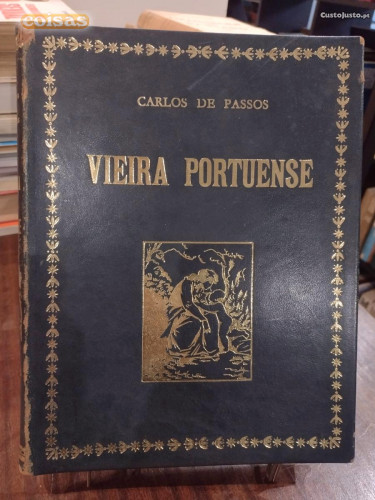 coisas
CustoJusto.pt
CARLOS DE PASSOS
VIEIRA PORTUENSE